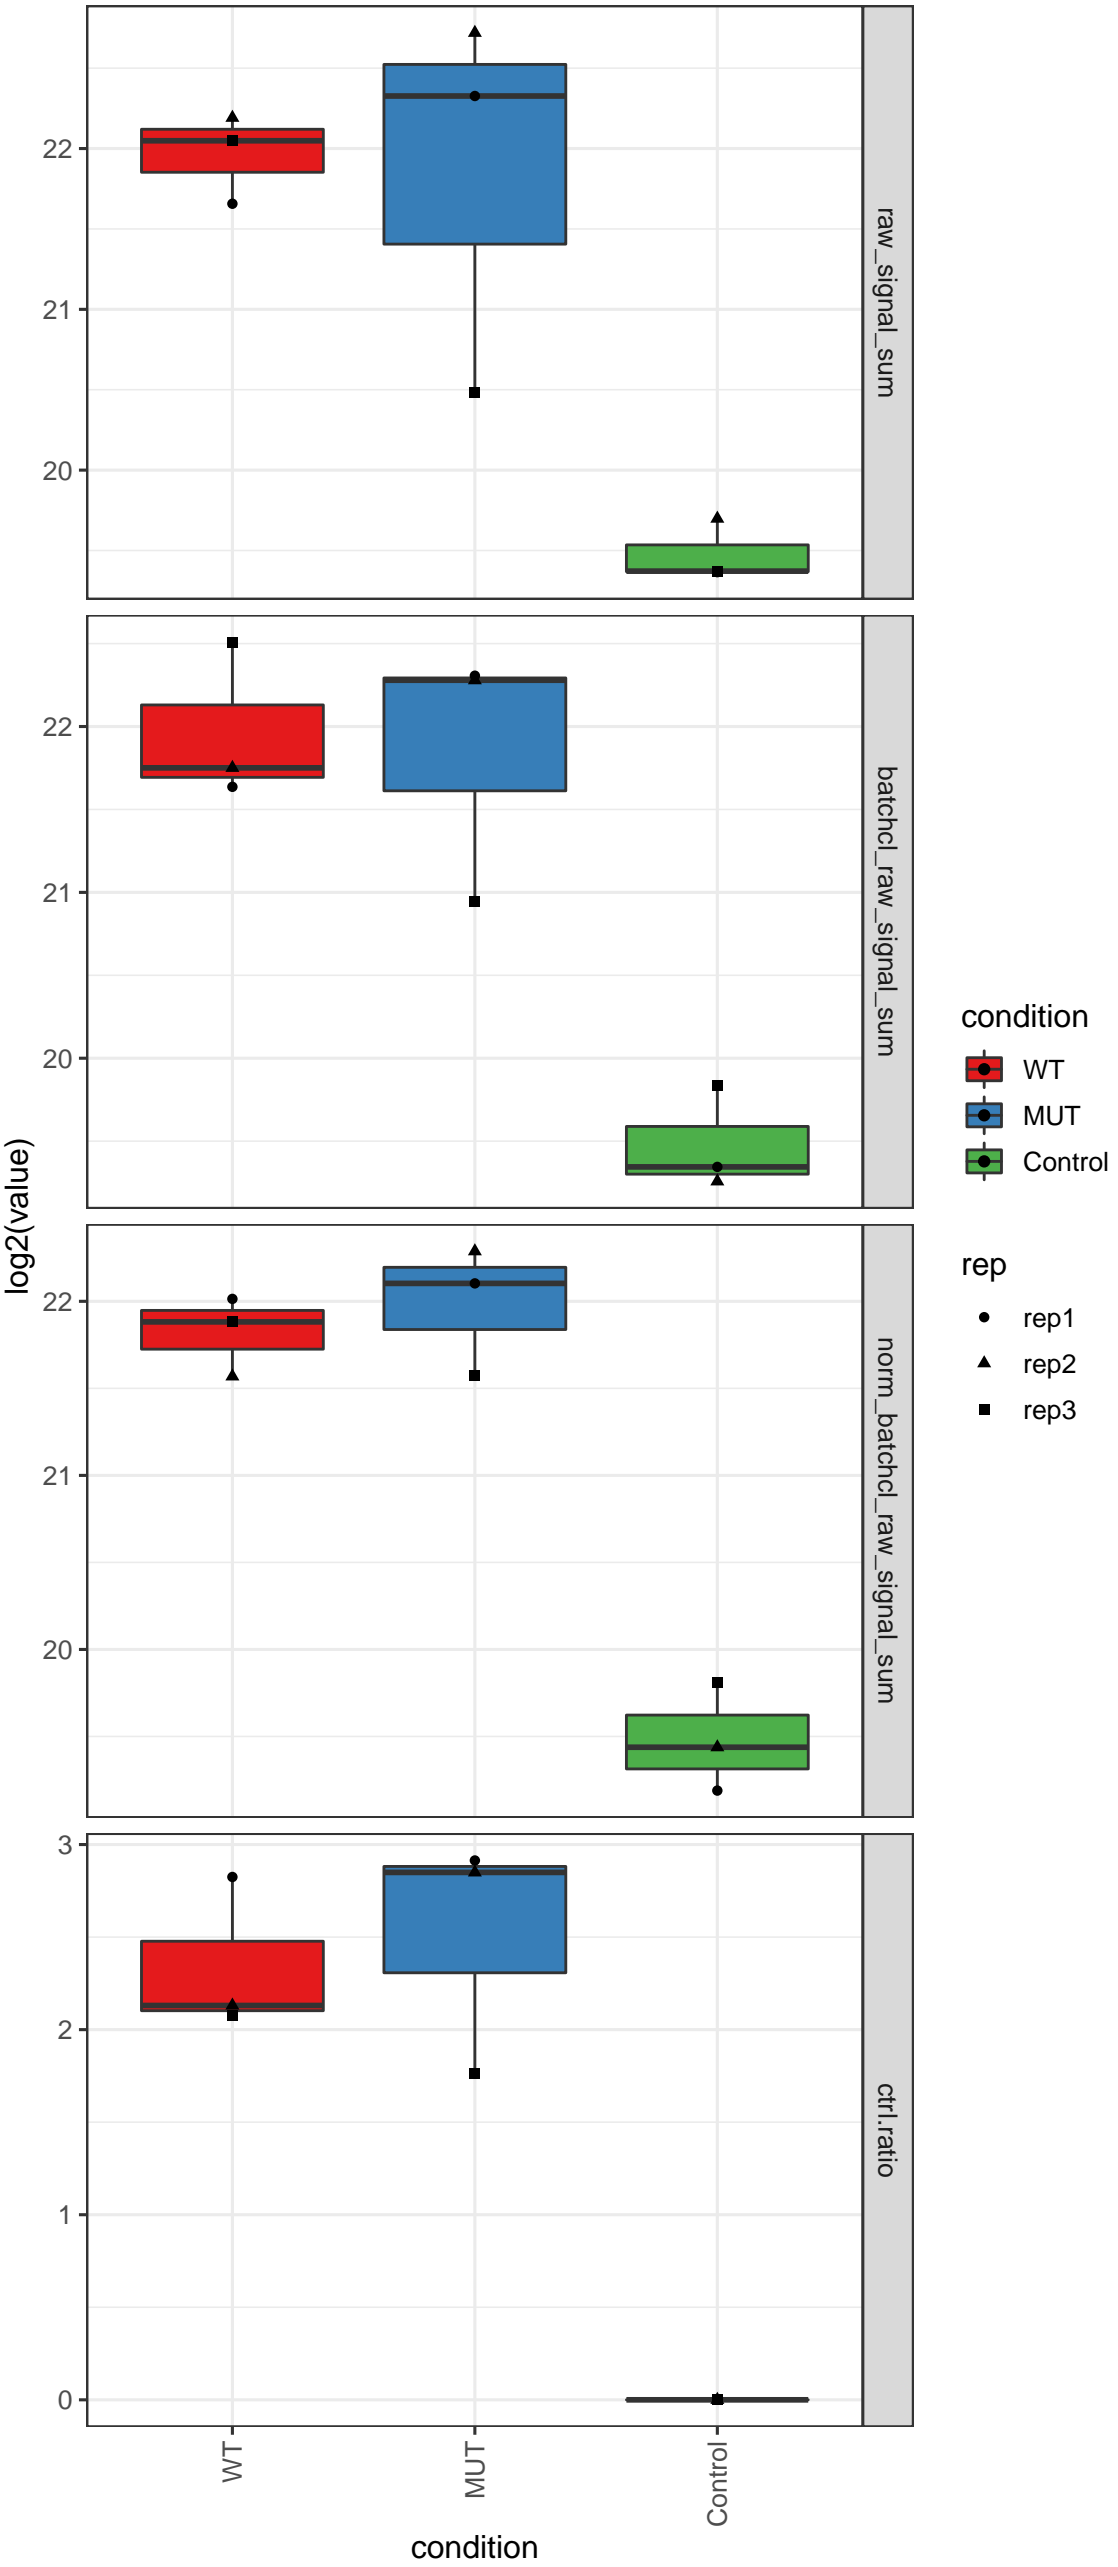 22
21
20
raw_signal_sum
22
21
20
batchcl_raw_signal_sum
22
21
20
norm_batchcl_raw_signal_sum
3
2
1
0
ctrl.ratio
log2(value)
WT
MUT
Control
condition
condition
WT
MUT
Control
rep
rep1
rep2
rep3